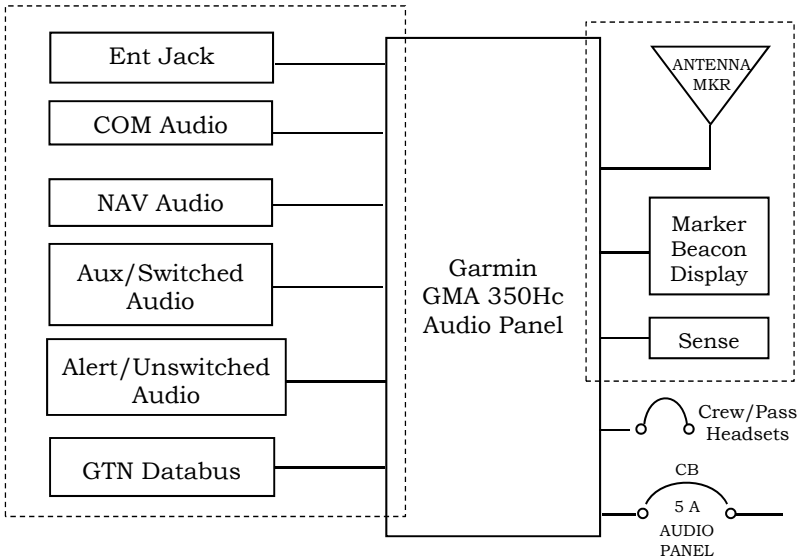 Ent Jack
COM Audio
NAV Audio
Aux/Switched
Audio
Alert/Unswitched
Audio
GTN Databus
Garmin
GMA 350Hc
Audio Panel
ANTENNA
MKR
Marker
Beacon
Display
Sense
Crew/Pass
Headsets
CB
5 A
AUDIO
PANEL